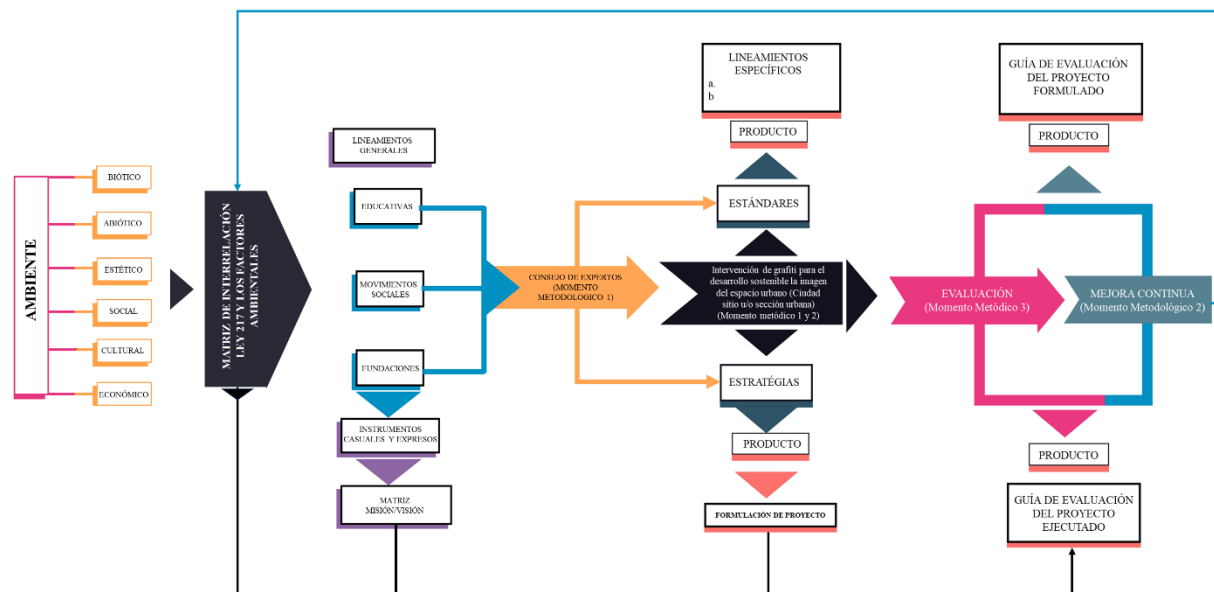 AMBIENTE
BIÓTICO
ABIÓTICO
ESTÉTICO
SOCIAL
CULTURAL
ECONÓMICO
MATRIZ DE INTERRELACIÓN
LEY 217 Y LOS FACTORES
AMBIENTALES
LINEAMIENTOS
GENERALES
EDUCATIVAS
MOVIMIENTOS
SOCIALES
FUNDACIONES
INSTRUMENTOS
CASUALES Y EXPRESOS
MATRIZ
MISIÓN/VISIÓN
CONSEJO DE EXPERTOS
(MOMENTO
METODOLOGICO 1)
LINEAMIENTOS
ESPECÍFICOS
a.
b
PRODUCTO
ESTÁNDARES
Intervención de grafiti para el
desarrollo sostenible la imagen
del espacio urbano (Ciudad
sitio u/o sección urbana)
(Momento metódico 1 y 2)
ESTRATÉGIAS
PRODUCTO
FORMULACIÓN DE PROYECTO
GUÍA DE EVALUACIÓN
DEL PROYECTO
FORMULADO
PRODUCTO
EVALUACIÓN
(Momento Metódico 3)
MEJORA CONTINUA
(Momento Metodológico 2)
PRODUCTO
GUÍA DE EVALUACIÓN
DEL PROYECTO
EJECUTADO